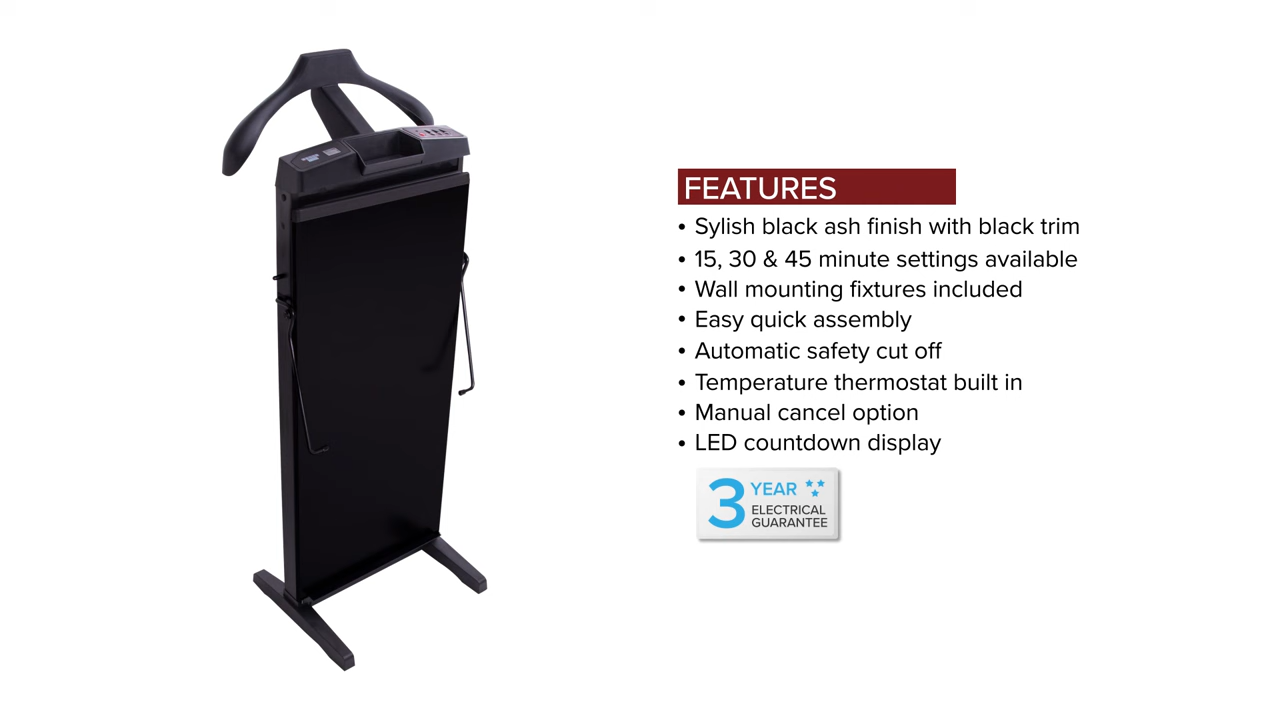 FEATURES
• Sylish black ash finish with black trim
• 15, 30 & 45 minute settings available
• Wall mounting fixtures included
• Easy quick assembly
• Automatic safety cut off
• Temperature thermostat built in
• Manual cancel option
• LED countdown display
3 YEAR
ELECTRICAL
GUARANTEE